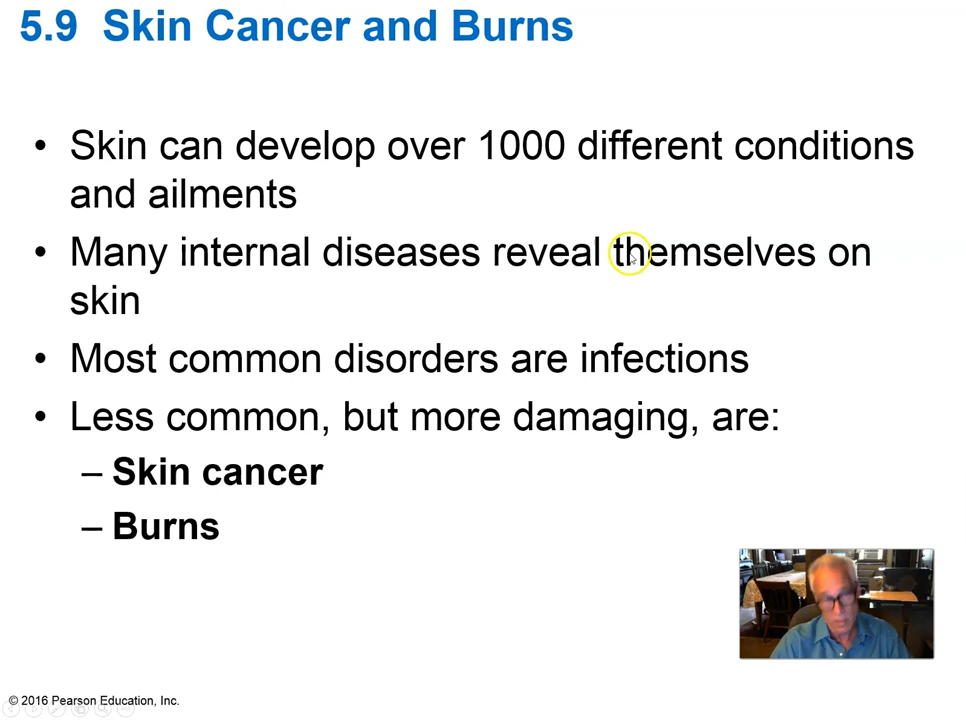 5.9 Skin Cancer and Burns
• Skin can develop over 1000 different conditions
and ailments
• Many internal diseases reveal themselves on
skin
• Most common disorders are infections
• Less common, but more damaging, are:
– Skin cancer
– Burns
© 2016 Pearson Education, Inc.